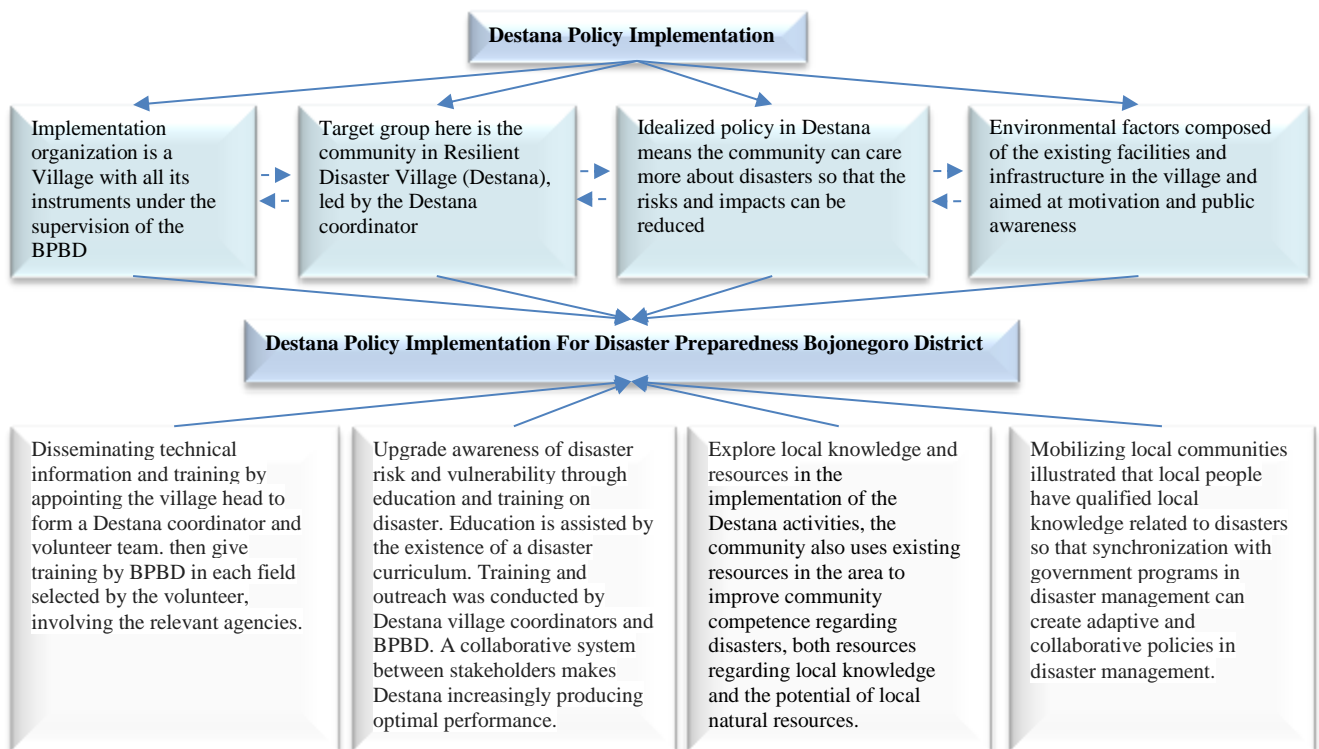 Destana Policy Implementation
Implementation
organization is a
Village with all its
instruments under the
supervision of the
BPBD
Target group here is the
community in Resilient
Disaster Village (Destana),
led by the Destana
coordinator
Idealized policy in Destana
means the community can care
more about disasters so that the
risks and impacts can be
reduced
Environmental factors composed
of the existing facilities and
infrastructure in the village and
aimed at motivation and public
awareness
Destana Policy Implementation For Disaster Preparedness Bojonegoro District
Disseminating technical
information and training by
appointing the village head to
form a Destana coordinator and
volunteer team. then give
training by BPBD in each field
selected by the volunteer,
involving the relevant agencies.
Upgrade awareness of disaster
risk and vulnerability through
education and training on
disaster. Education is assisted by
the existence of a disaster
curriculum. Training and
outreach was conducted by
Destana village coordinators and
BPBD. A collaborative system
between stakeholders makes
Destana increasingly producing
optimal performance.
Explore local knowledge and
resources in the
implementation of the
Destana activities, the
community also uses existing
resources in the area to
improve community
competence regarding
disasters, both resources
regarding local knowledge
and the potential of local
natural resources.
Mobilizing local communities
illustrated that local people
have qualified local
knowledge related to disasters
so that synchronization with
government programs in
disaster management can
create adaptive and
collaborative policies in
disaster management.